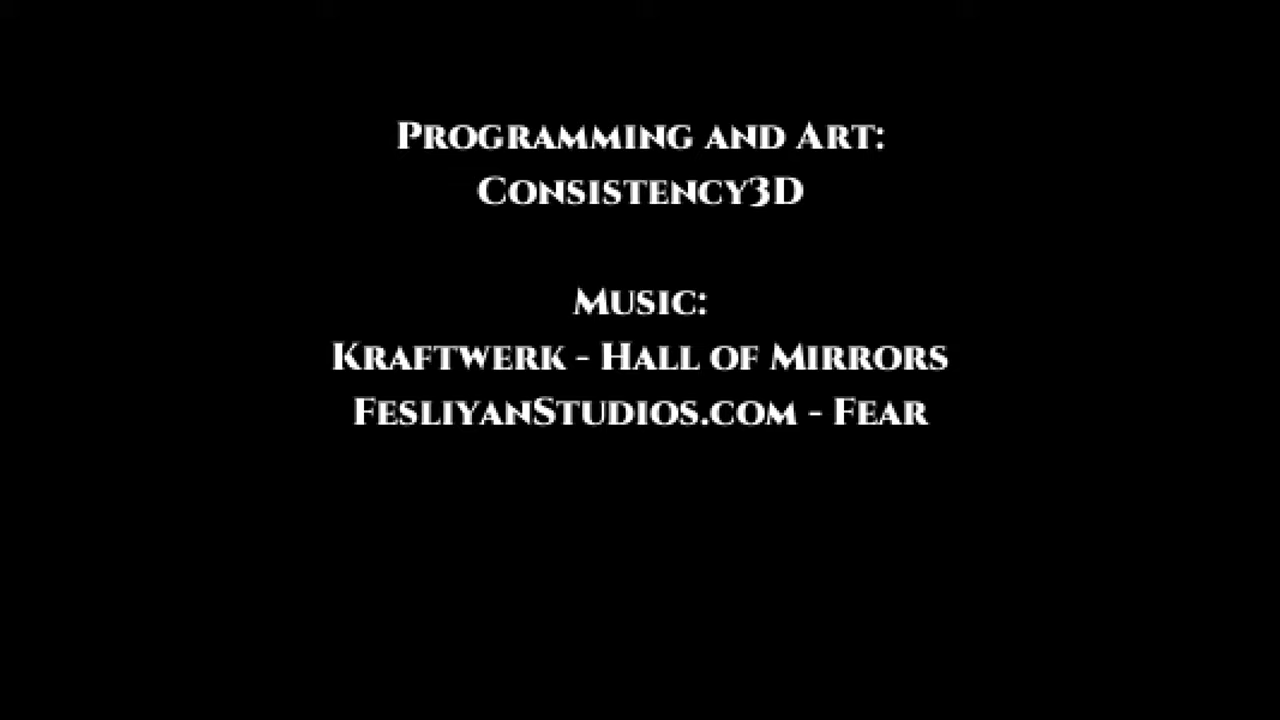 Programming and Art:
Consistency3D
Music:
Kraftwerk - Hall of Mirrors
FesliyanStudios.com - Fear